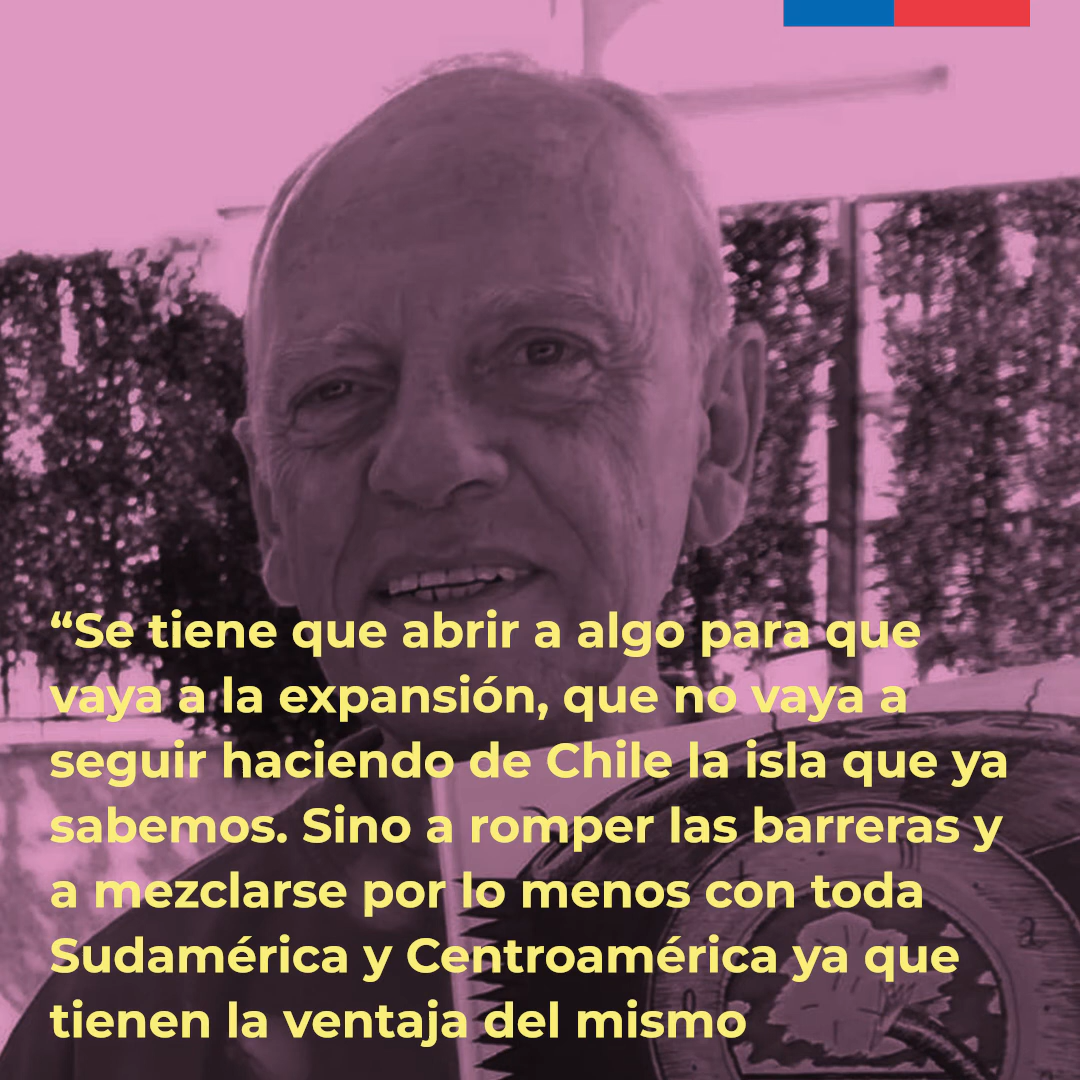 “Se tiene que abrir a algo para que
vaya a la expansión, que no vaya a
seguir haciendo de Chile la isla que ya
sabemos. Sino a romper las barreras y
a mezclarse por lo menos con toda
Sudamérica y Centroamérica ya que
tienen la ventaja del mismo